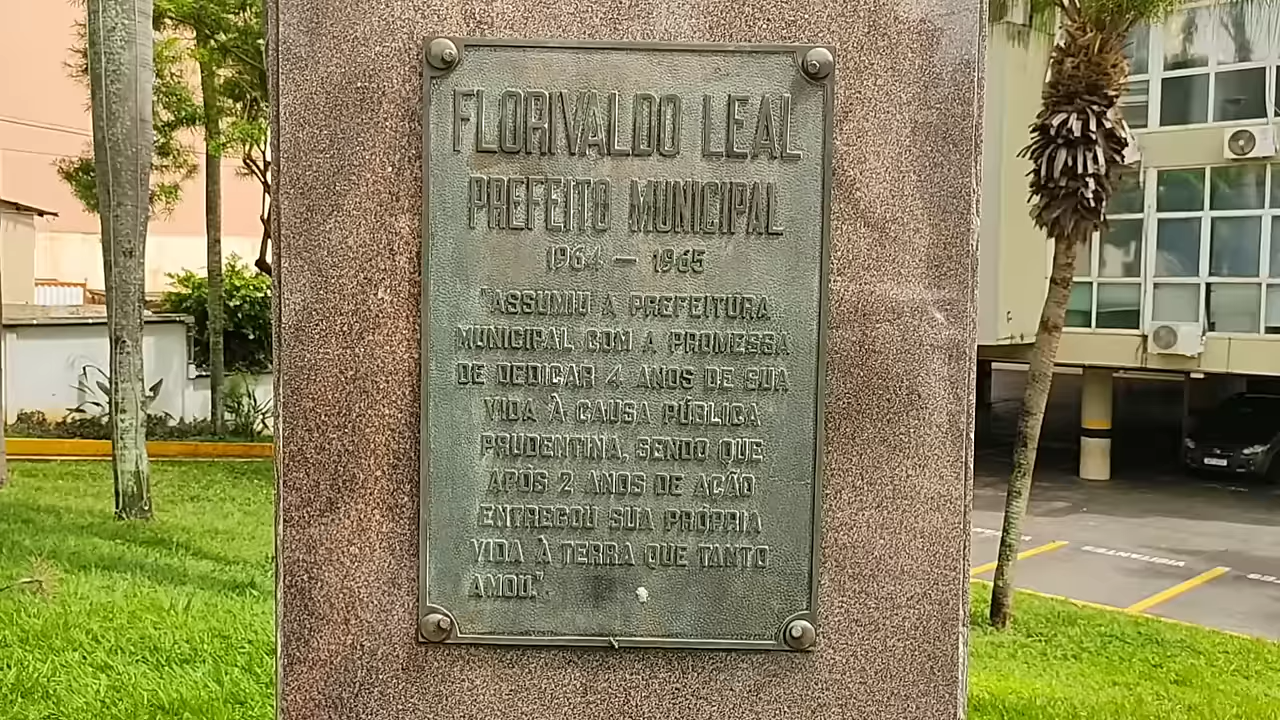 FLORIVALDO LEAL
PREFEITO MUNICIPAL
1964 — 1965
"ASSUMIU A PREFEITURA
MUNICIPAL COM A PROMESSA
DE DEDICAR 4 ANOS DE SUA
VIDA À CAUSA PÚBLICA
PRUDENTINA, SENDO QUE
APÓS 2 ANOS DE AÇÃO
ENTREGOU SUA PRÓPRIA
VIDA À TERRA QUE TANTO
AMOU".
VISITANTES